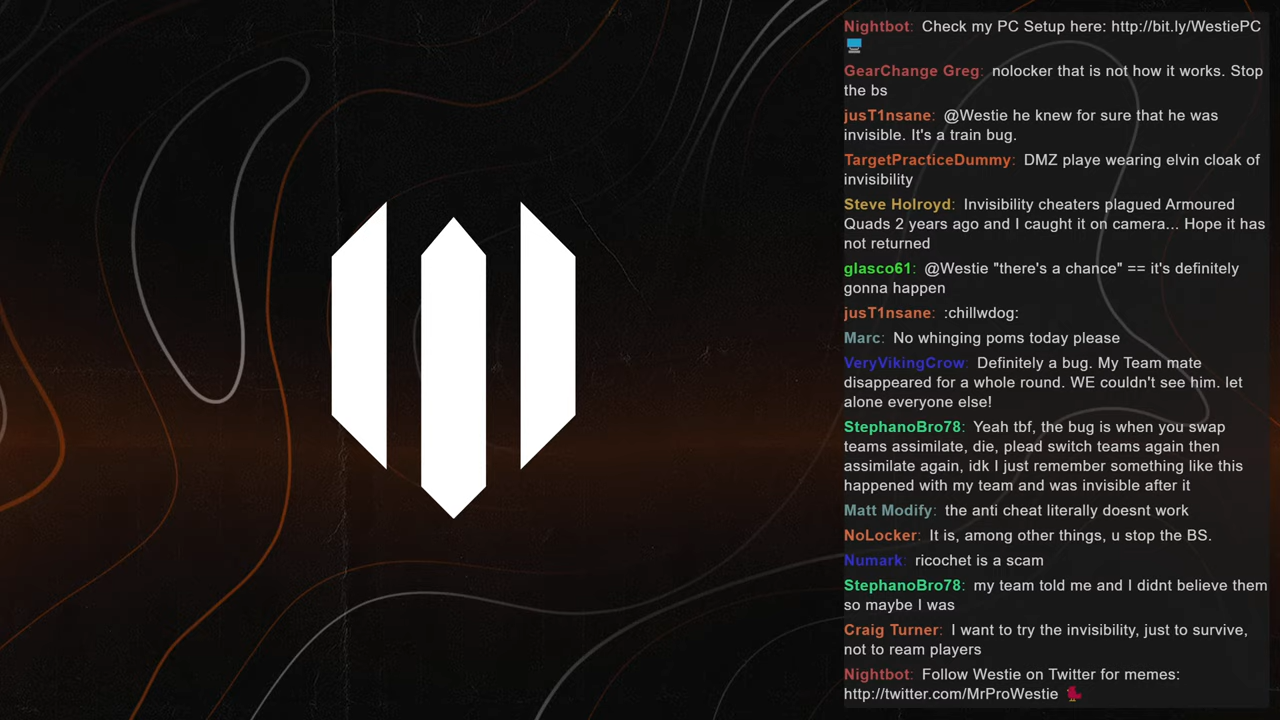 Nightbot: Check my PC Setup here: http://bit.ly/WestiePC
GearChange Greg: nolocker that is not how it works. Stop
the bs
jusT1nsane: @Westie he knew for sure that he was
invisible. It's a train bug.
TargetPracticeDummy: DMZ playe wearing elvin cloak of
invisibility
Steve Holroyd: Invisibility cheaters plagued Armoured
Quads 2 years ago and I caught it on camera... Hope it has
not returned
glasco61: @Westie "there's a chance" == it's definitely
gonna happen
jusT1nsane: :chillwdog:
Marc: No whinging poms today please
VeryVikingCrow: Definitely a bug. My Team mate
disappeared for a whole round. WE couldn't see him. let
alone everyone else!
StephanoBro78: Yeah tbf, the bug is when you swap
teams assimilate, die, plead switch teams again then
assimilate again, idk I just remember something like this
happened with my team and was invisible after it
Matt Modify: the anti cheat literally doesnt work
NoLocker: It is, among other things, u stop the BS.
Numark: ricochet is a scam
StephanoBro78: my team told me and I didnt believe them
so maybe I was
Craig Turner: I want to try the invisibility, just to survive,
not to ream players
Nightbot: Follow Westie on Twitter for memes:
http://twitter.com/MrProWestie